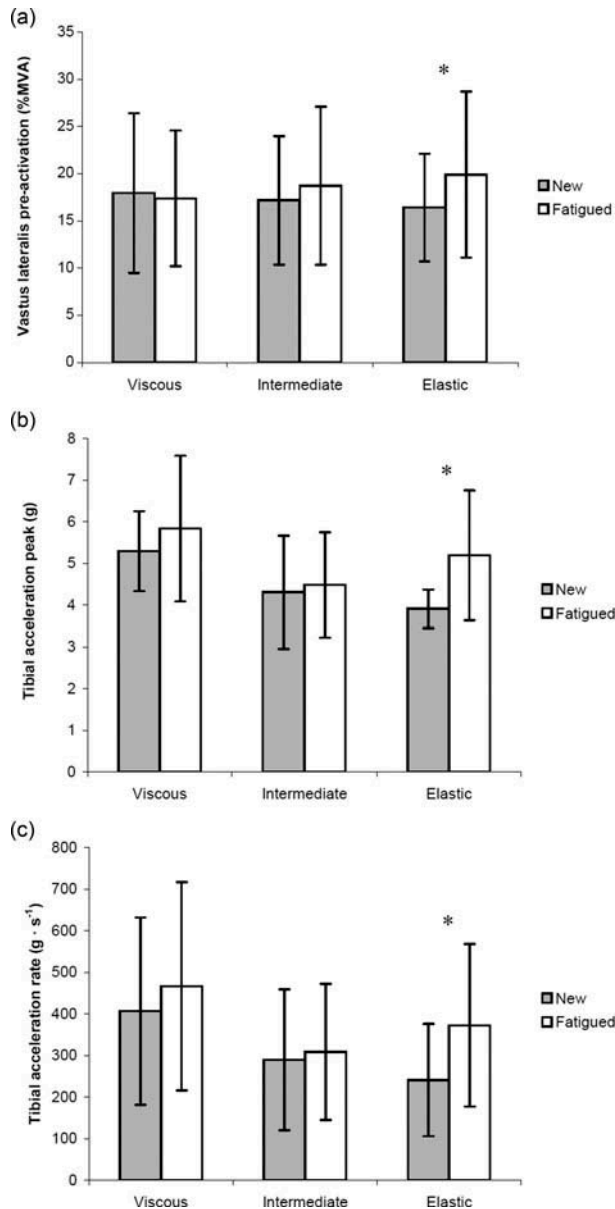 (a)
Vastus lateralis pre-activation (%MVA)
35
30
25
20
15
10
5
0
*
New
Fatigued
Viscous Intermediate Elastic
(b)
Tibial acceleration peak (g)
8
7
6
5
4
3
2
1
0
*
New
Fatigued
Viscous Intermediate Elastic
(c)
Tibial acceleration rate (g · s⁻¹)
800
700
600
500
400
300
200
100
0
*
New
Fatigued
Viscous Intermediate Elastic